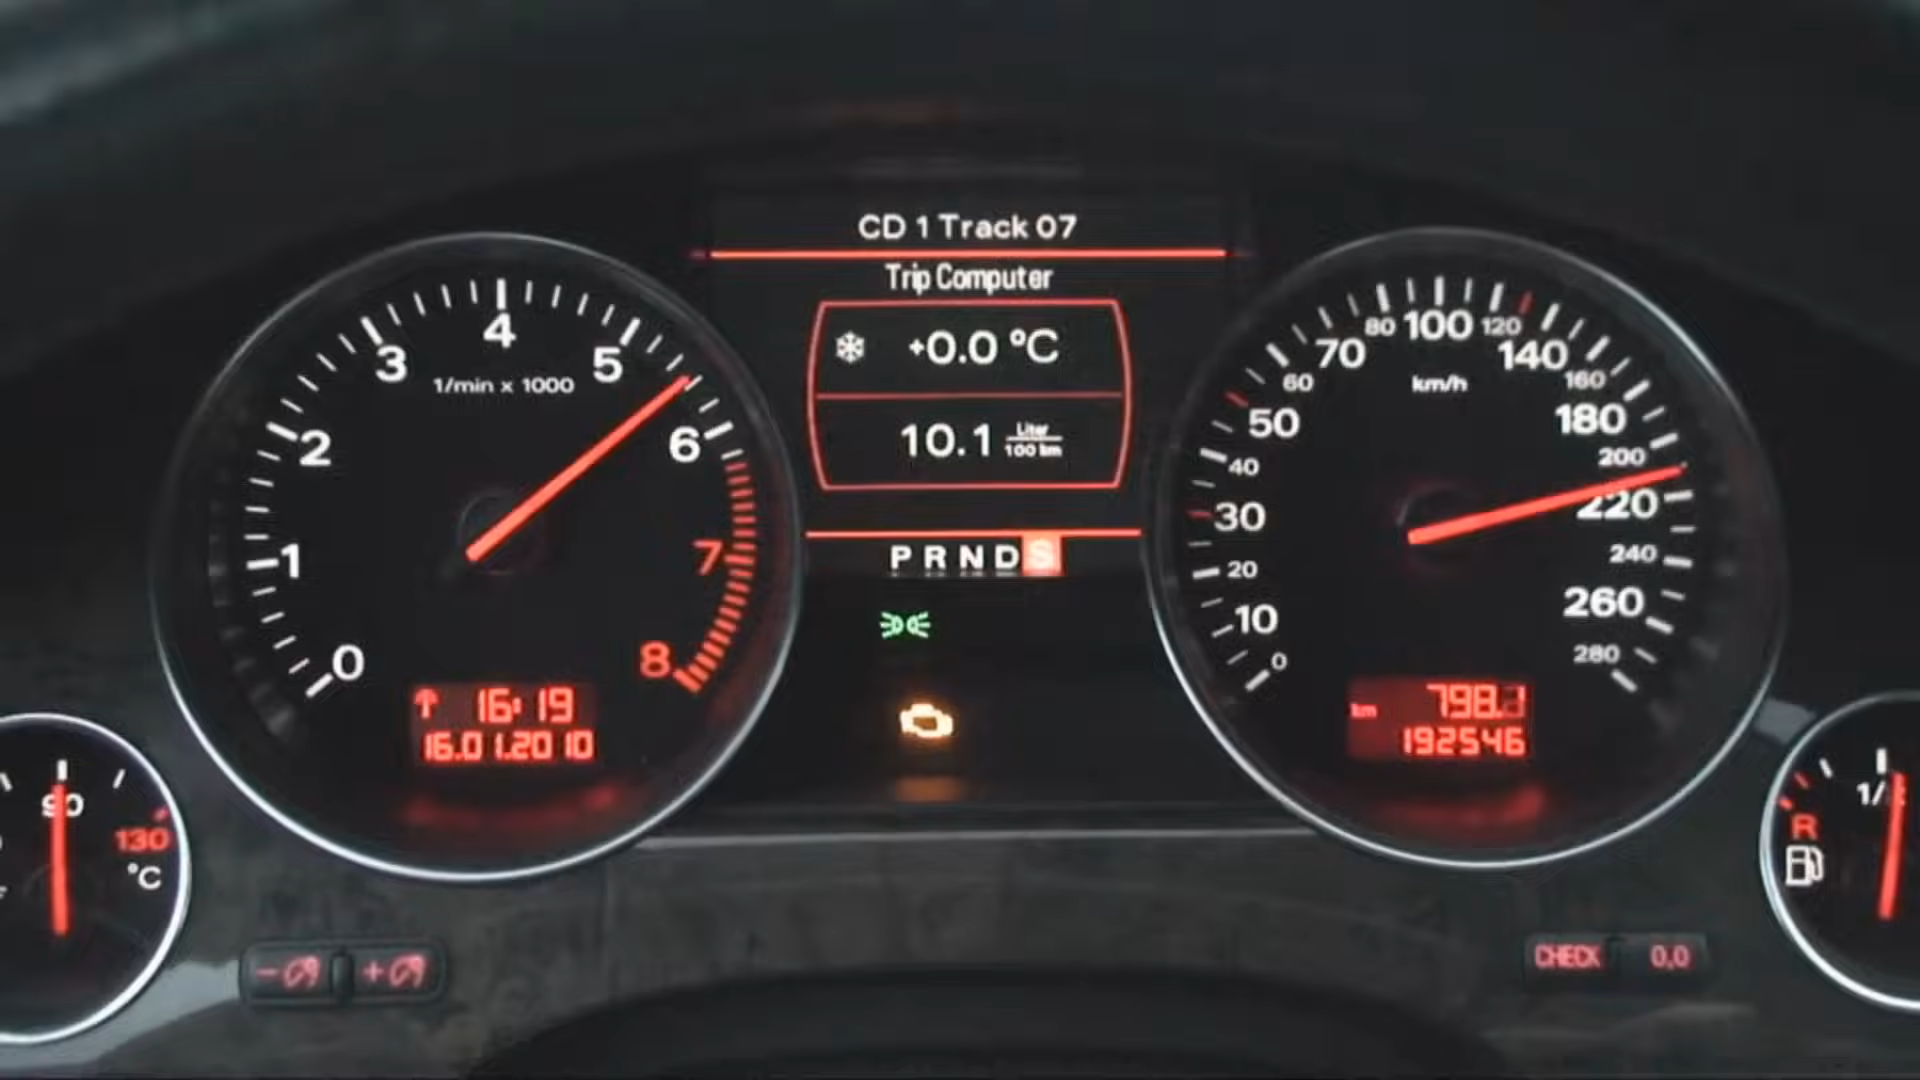 CD 1 Track 07
Trip Computer
+0.0 °C
10.1 Liter
100 km
P R N D S
1/min x 1000
0
1
2
3
4
5
6
7
8
16:19
16.01.2010
km/h
0
10
20
30
40
50
60
70
80
100
120
140
160
180
200
220
240
260
280
km 798.1
192546
90
130
°C
R
1/
CHECK
0.0